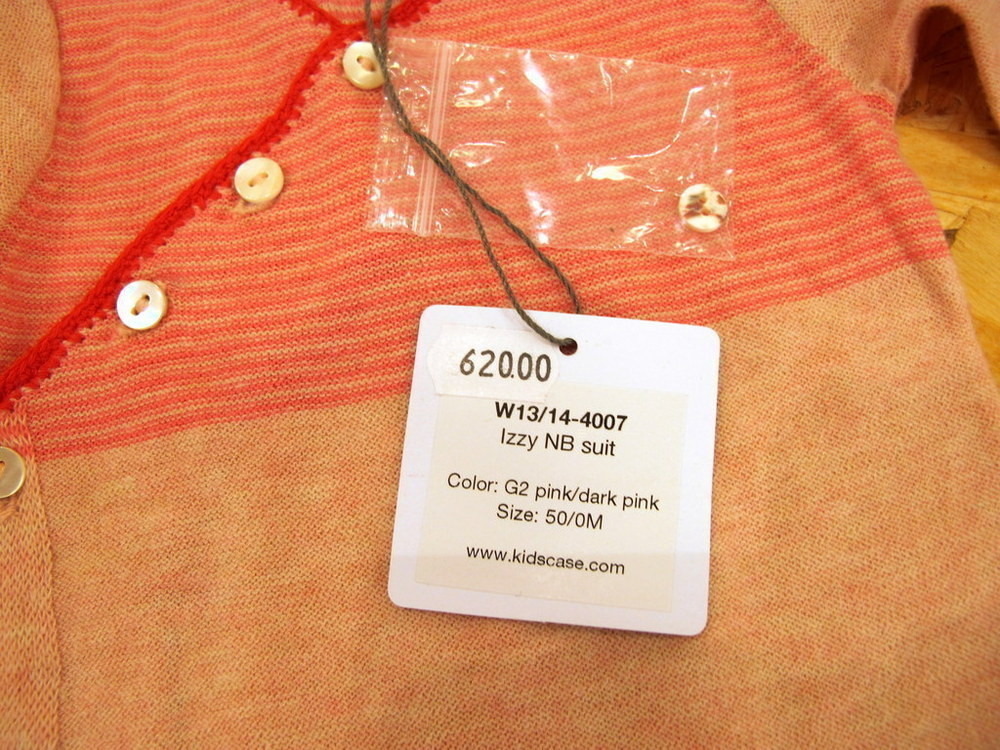 620.00
W13/14-4007
Izzy NB suit
Color: G2 pink/dark pink
Size: 50/0M
www.kidscase.com